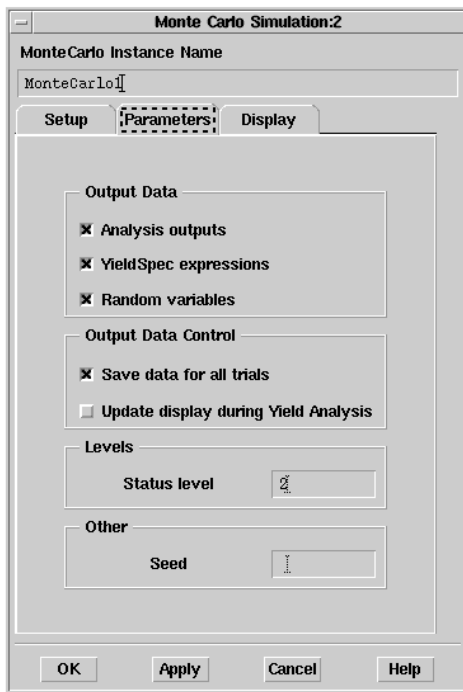 Monte Carlo Simulation:2
MonteCarlo Instance Name
MonteCarlo1
Setup Parameters Display
Output Data
Analysis outputs
YieldSpec expressions
Random variables
Output Data Control
Save data for all trials
Update display during Yield Analysis
Levels
Status level 2
Other
Seed
OK Apply Cancel Help